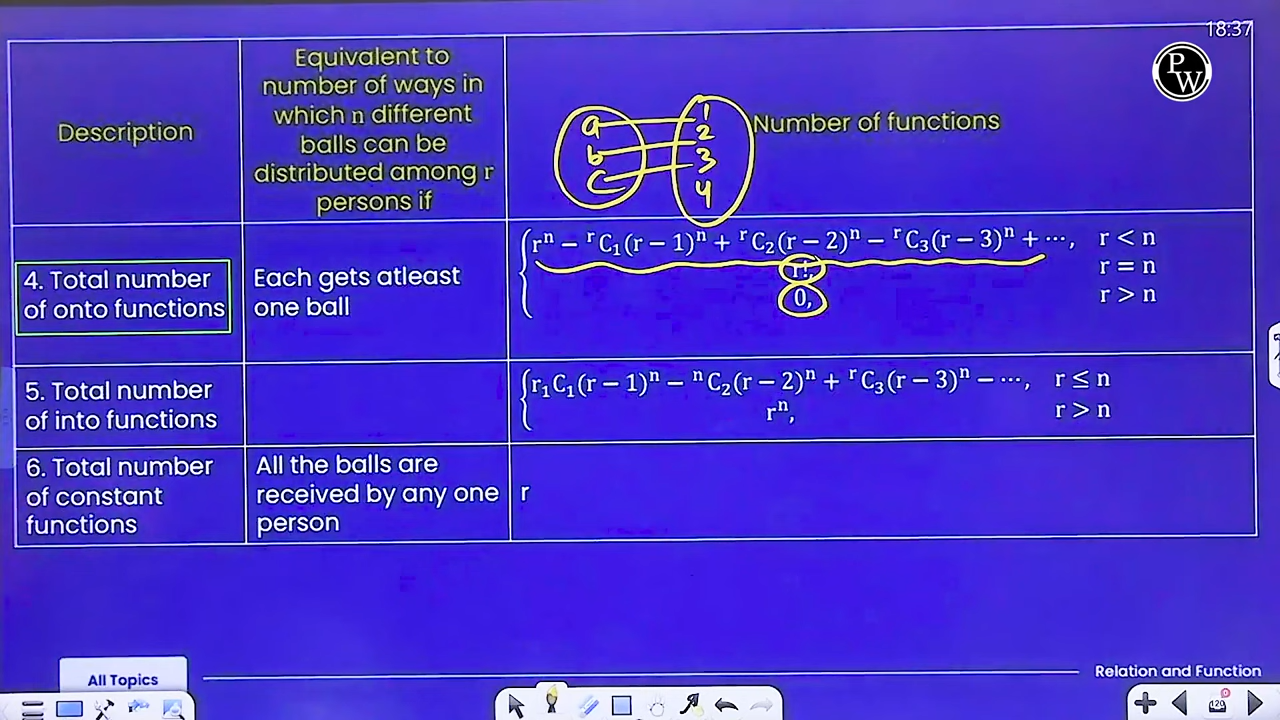 18:37
PW
Description
Equivalent to
number of ways in
which n different
balls can be
distributed among r
persons if
Number of functions
a
b
c
1
2
3
4
4. Total number
of onto functions
Each gets atleast
one ball
rⁿ − ʳC₁(r − 1)ⁿ + ʳC₂(r − 2)ⁿ − ʳC₃(r − 3)ⁿ + ⋯, r < n
r!, r = n
0, r > n
5. Total number
of into functions
r₁C₁(r − 1)ⁿ − ⁿC₂(r − 2)ⁿ + ʳC₃(r − 3)ⁿ − ⋯, r ≤ n
rⁿ, r > n
6. Total number
of constant
functions
All the balls are
received by any one
person
r
All Topics
Relation and Function